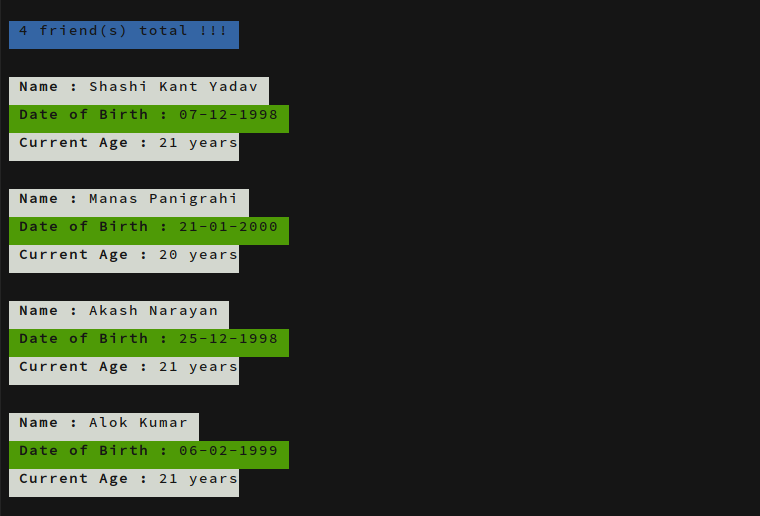 4 friend(s) total !!!
Name : Shashi Kant Yadav
Date of Birth : 07-12-1998
Current Age : 21 years
Name : Manas Panigrahi
Date of Birth : 21-01-2000
Current Age : 20 years
Name : Akash Narayan
Date of Birth : 25-12-1998
Current Age : 21 years
Name : Alok Kumar
Date of Birth : 06-02-1999
Current Age : 21 years